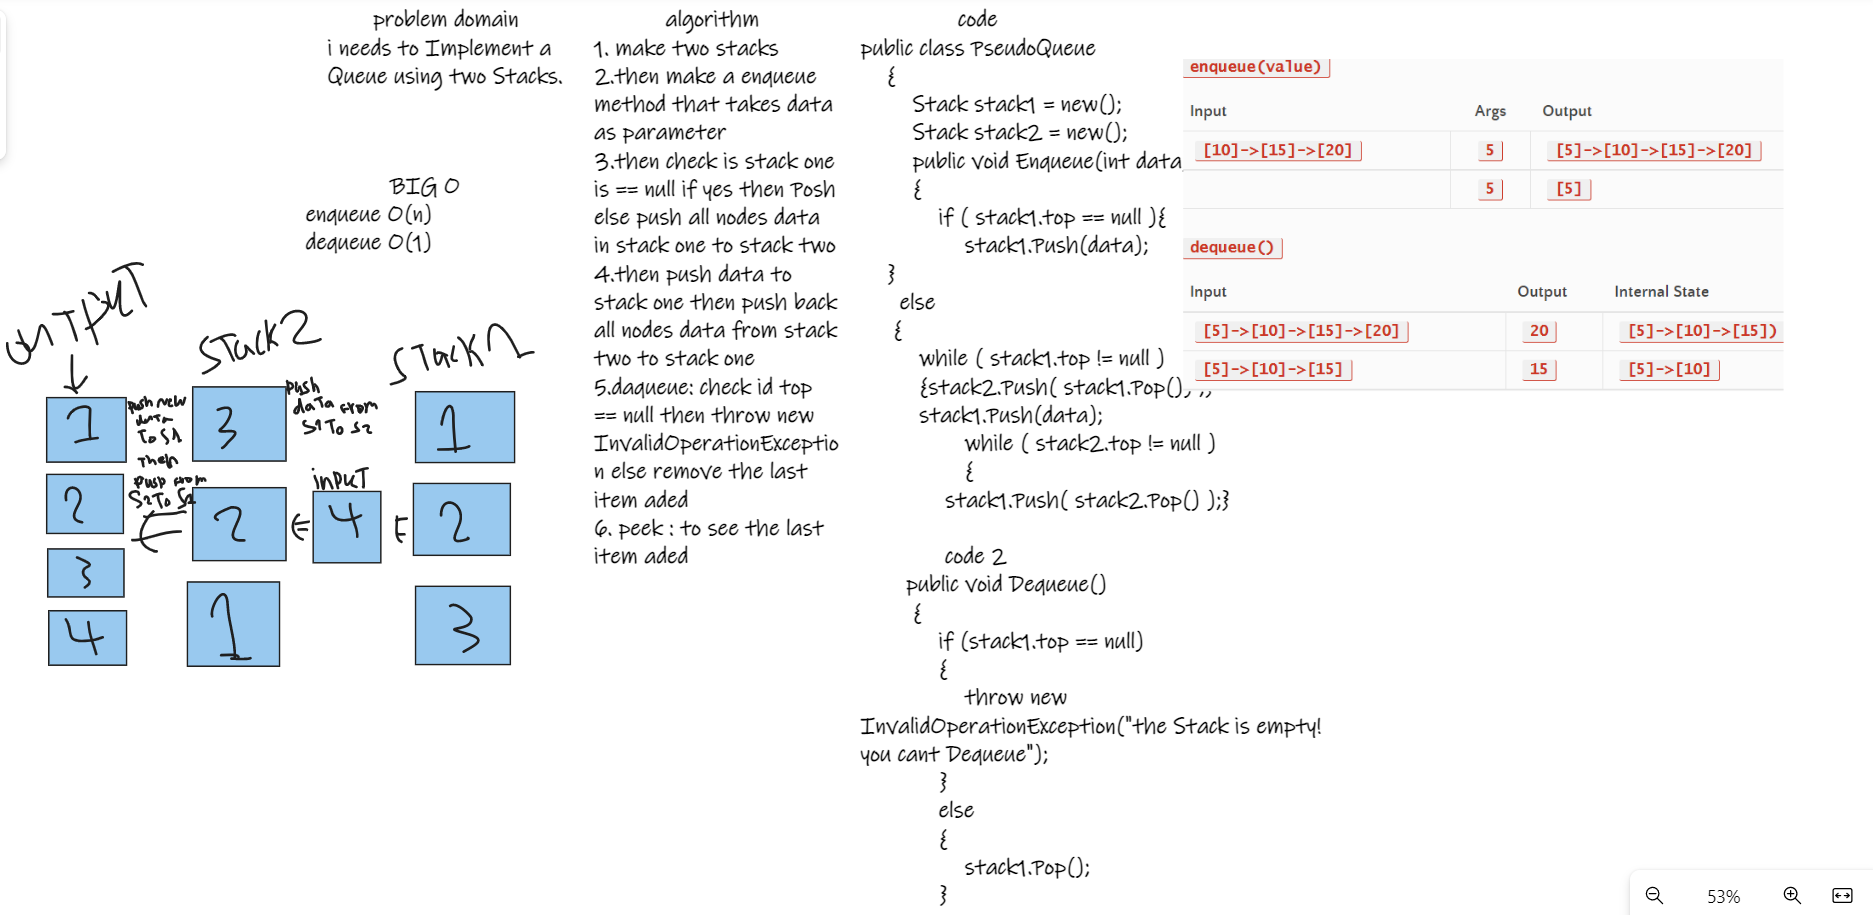 problem domain
i needs to Implement a
Queue using two Stacks.
BIG O
enqueue O(n)
dequeue O(1)
OUTPUT
STack2
STack1
1
2
3
4
push new
data
To S1
Then
pusp from
S2To S1
3
2
1
push
data from
S1 To S2
inPUT
4
1
2
3
algorithm
1. make two stacks
2.then make a enqueue
method that takes data
as parameter
3.then check is stack one
is == null if yes then Posh
else push all nodes data
in stack one to stack two
4.then push data to
stack one then push back
all nodes data from stack
two to stack one
5.daqueue: check id top
== null then throw new
InvalidOperationExceptio
n else remove the last
item aded
6. peek : to see the last
item aded
code
public class PseudoQueue
{
Stack stack1 = new();
Stack stack2 = new();
public void Enqueue(int data
{
if ( stack1.top == null ){
stack1.Push(data);
}
else
{
while ( stack1.top != null )
{stack2.Push( stack1.Pop();
stack1.Push(data);
while ( stack2.top != null )
{
stack1.Push( stack2.Pop() );}
code 2
public void Dequeue()
{
if (stack1.top == null)
{
throw new
InvalidOperationException("the Stack is empty!
you cant Dequeue");
}
else
{
stack1.Pop();
}
enqueue(value)
Input Args Output
[10]->[15]->[20] 5 [5]->[10]->[15]->[20]
5 [5]
dequeue()
Input Output Internal State
[5]->[10]->[15]->[20] 20 [5]->[10]->[15])
[5]->[10]->[15] 15 [5]->[10]
53%